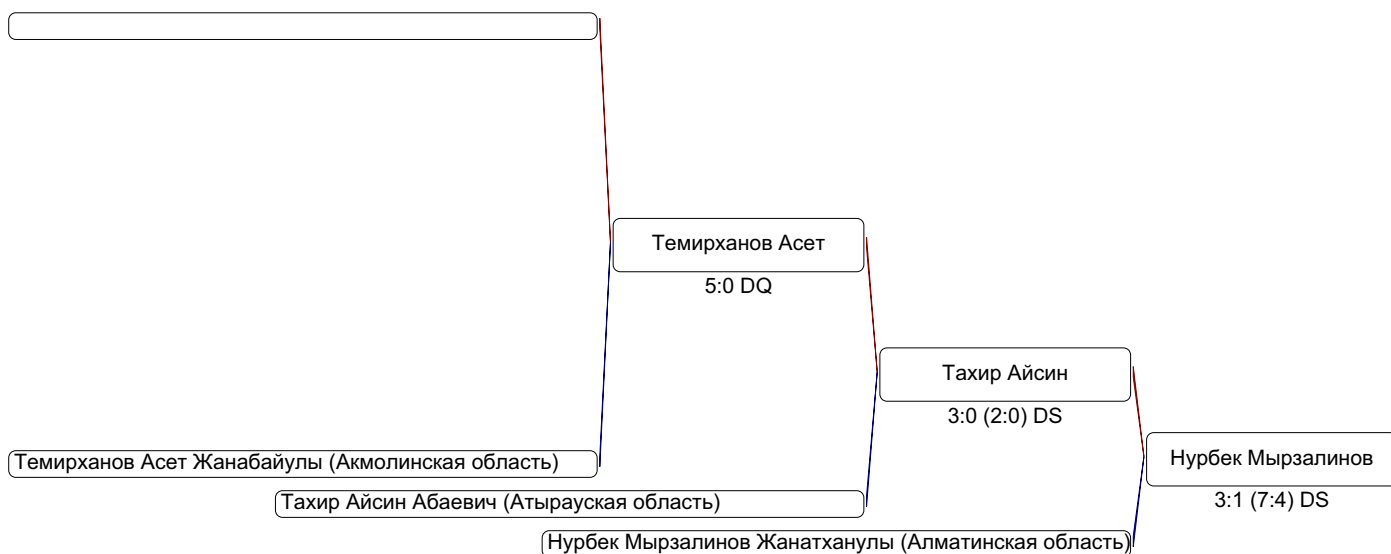 Темирханов Асет
5:0 DQ
Тахир Айсин
3:0 (2:0) DS
Нурбек Мырзалинов
3:1 (7:4) DS
Темирханов Асет Жанабайулы (Акмолинская область)
Тахир Айсин Абаевич (Атырауская область)
Нурбек Мырзалинов Жанатханулы (Алматинская область)